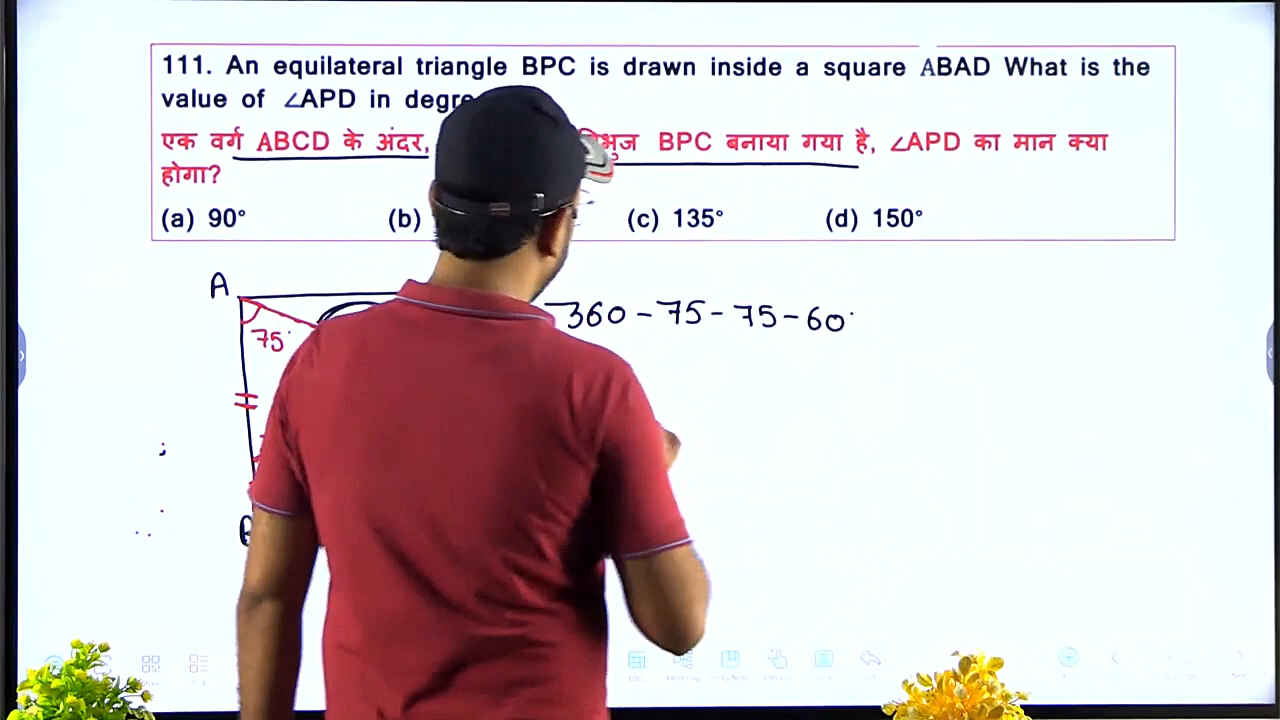 111. An equilateral triangle BPC is drawn inside a square ABAD What is the
value of ∠APD in degre
एक वर्ग ABCD के अंदर, BPC बनाया गया है, ∠APD का मान क्या
होगा?
(a) 90° (b) (c) 135° (d) 150°
A
360 - 75 - 75 - 60°
75°